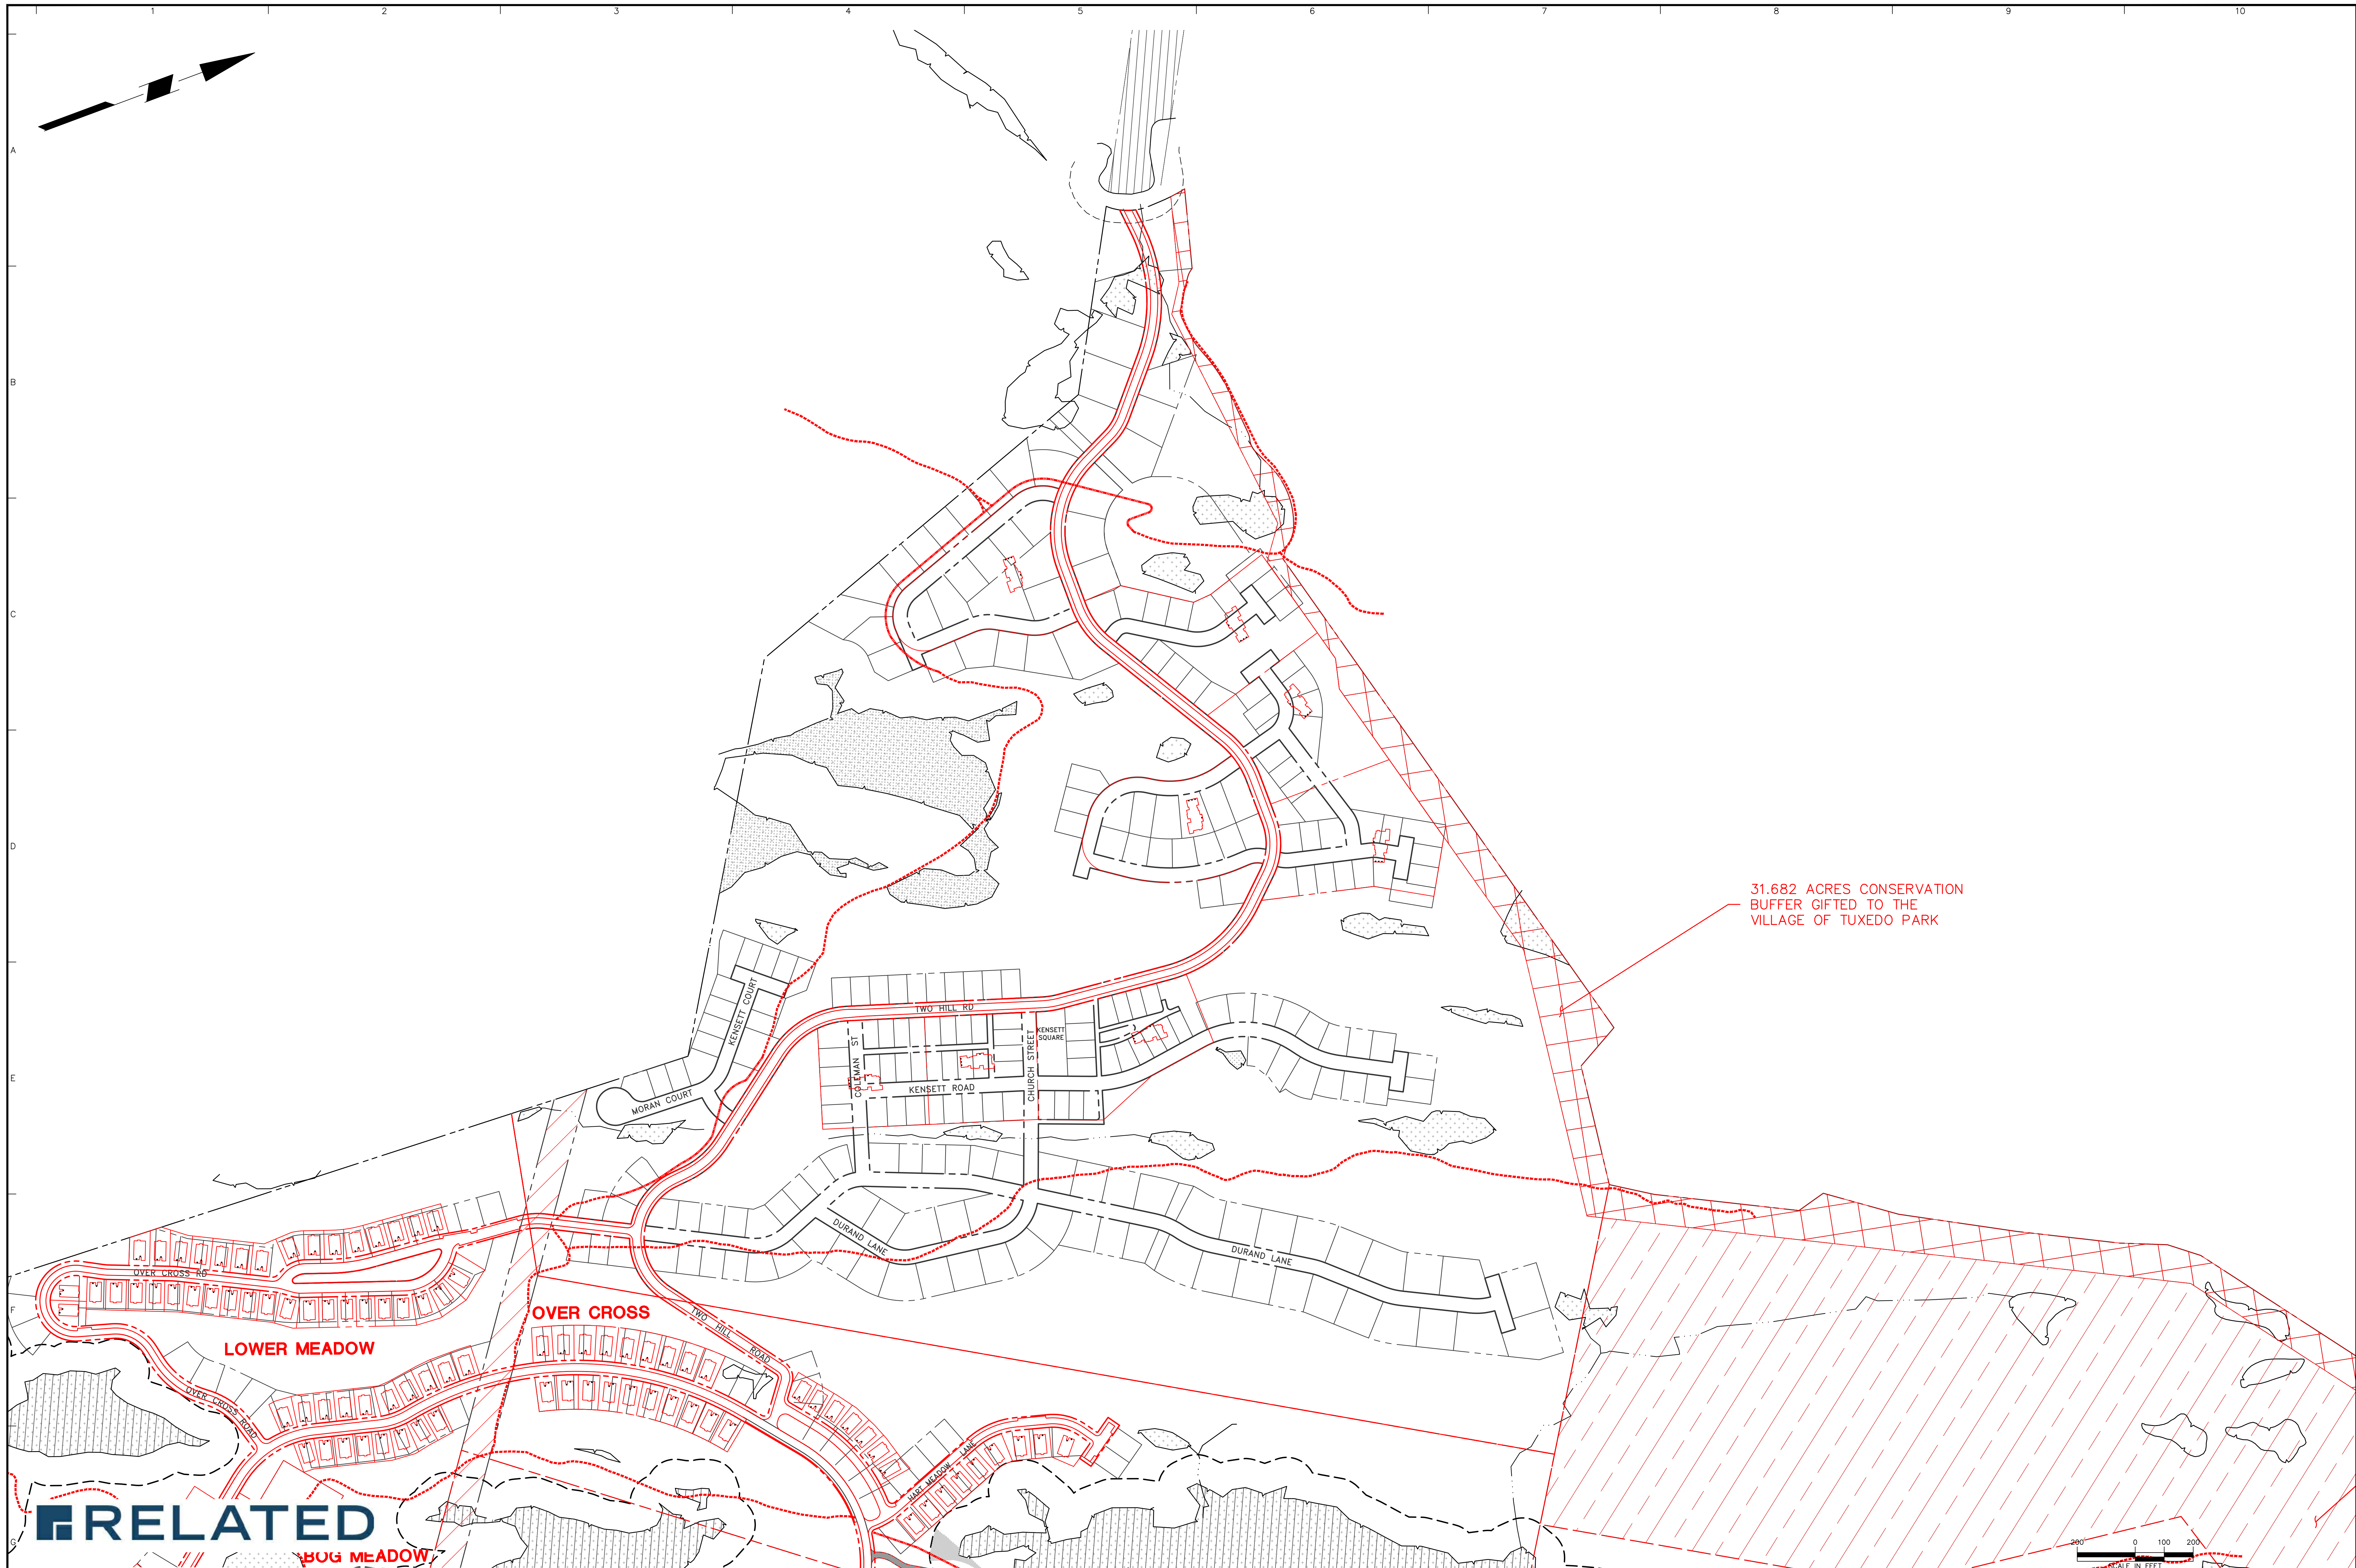 1 2 3 4 5 6 7 8 9 10
A
B
C
D
31.682 ACRES CONSERVATION
BUFFER GIFTED TO THE
VILLAGE OF TUXEDO PARK
TWO HILL RD
KENSETT COURT
KENSETT
SQUARE
COLEMAN ST
CHURCH STREET
E
KENSETT ROAD
MORAN COURT
DURAND LANE
DURAND LANE
OVER CROSS RD
F
OVER CROSS
TWO HILL ROAD
LOWER MEADOW
OVER CROSS ROAD
HART MEADOW LANE
RELATED
G
BOG MEADOW
200 0 100 200
SCALE IN FEET